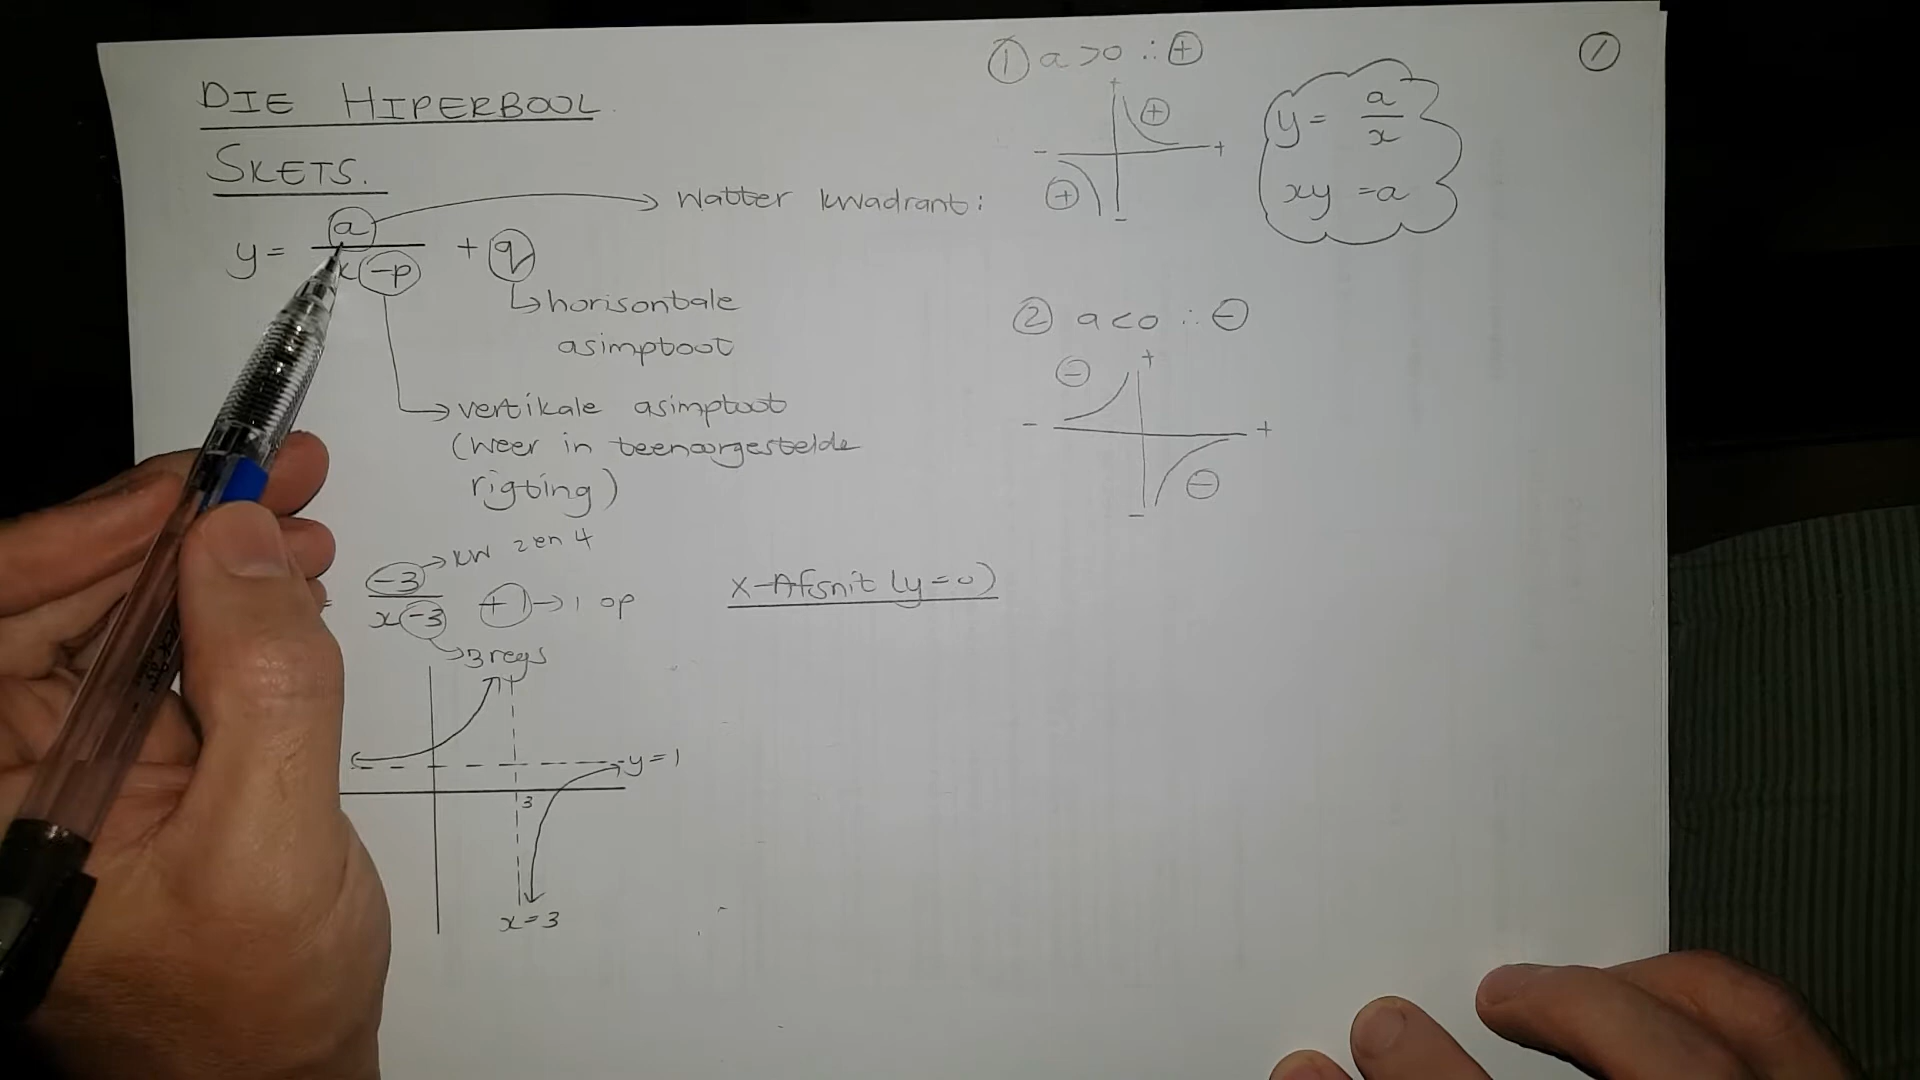 DIE HIPERBOOL
SKETS.
y = a / x -p + q
→ Watter kwadrant:
↳ horisontale
asimptoot
→ vertikale asimptoot
(Weer in teenoorgestelde
rigting)
① a > 0 ∴ ⊕
+
⊕
- +
⊕
-
y = a / x
xy = a
1
② a < 0 ∴ ⊖
⊖ +
- +
⊖
-
→ KW 2 en 4
= -3 / x -3 + 1 → 1 op
→ 3 regs
y = 1
3
x = 3
X-Afsnit (y = 0)